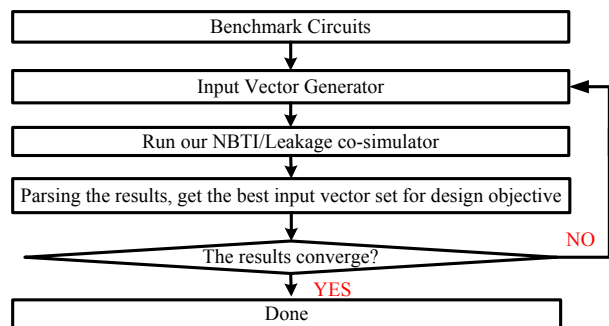 Benchmark Circuits
Input Vector Generator
Run our NBTI/Leakage co-simulator
Parsing the results, get the best input vector set for design objective
The results converge?
NO
YES
Done